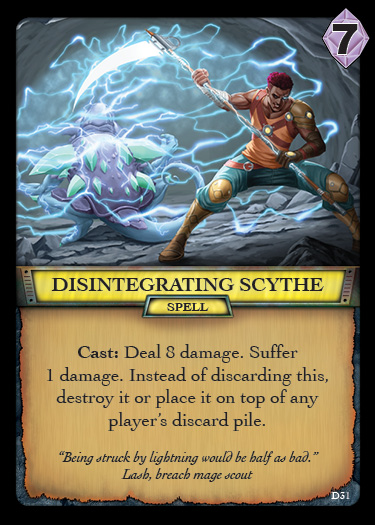 7
DISINTEGRATING SCYTHE
SPELL
Cast: Deal 8 damage. Suffer
1 damage. Instead of discarding this,
destroy it or place it on top of any
player's discard pile.
"Being struck by lightning would be half as bad."
Lash, breach mage scout
D51